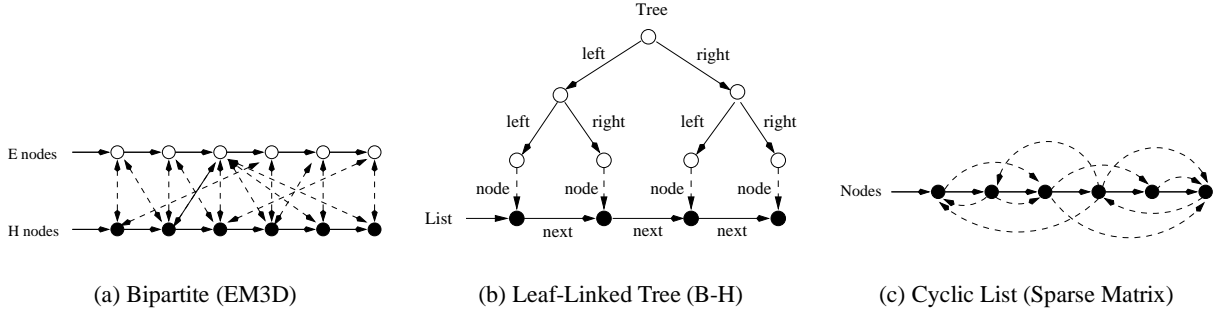 E nodes
H nodes
(a) Bipartite (EM3D)
Tree
left right
left right left right
node node node node
List
next next next
(b) Leaf-Linked Tree (B-H)
Nodes
(c) Cyclic List (Sparse Matrix)